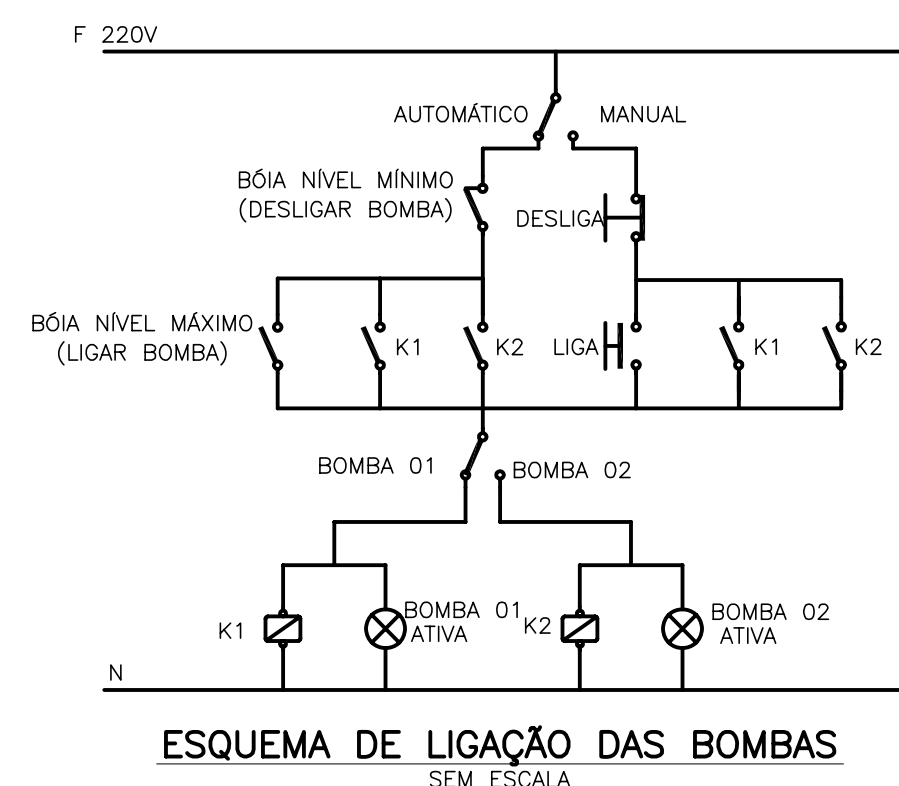 F 220V
AUTOMÁTICO
MANUAL
BÓIA NÍVEL MÍNIMO
(DESLIGAR BOMBA)
DESLIGA
BÓIA NÍVEL MÁXIMO
(LIGAR BOMBA)
K1
K2
LIGA
K1
K2
BOMBA 01
BOMBA 02
K1
BOMBA 01
ATIVA
K2
BOMBA 02
ATIVA
N
ESQUEMA DE LIGAÇÃO DAS BOMBAS
SEM ESCALA